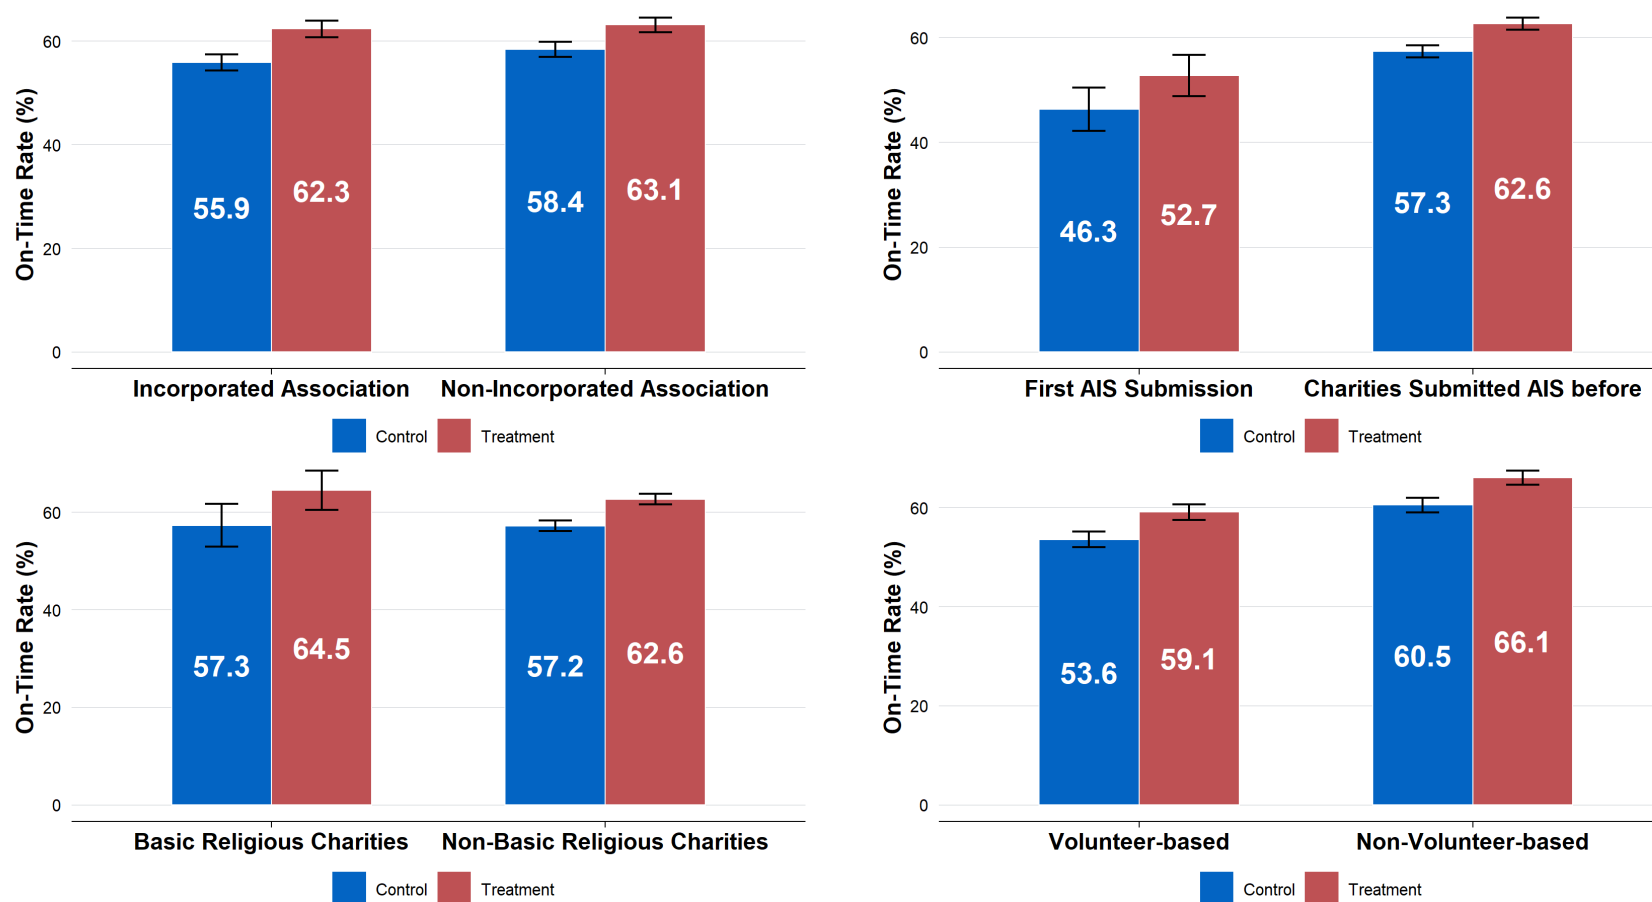 On-Time Rate (%)
60
40
20
0
55.9
62.3
58.4
63.1
Incorporated Association
Non-Incorporated Association
Control
Treatment
On-Time Rate (%)
60
40
20
0
46.3
52.7
57.3
62.6
First AIS Submission
Charities Submitted AIS before
Control
Treatment
On-Time Rate (%)
60
40
20
0
57.3
64.5
57.2
62.6
Basic Religious Charities
Non-Basic Religious Charities
Control
Treatment
On-Time Rate (%)
60
40
20
0
53.6
59.1
60.5
66.1
Volunteer-based
Non-Volunteer-based
Control
Treatment